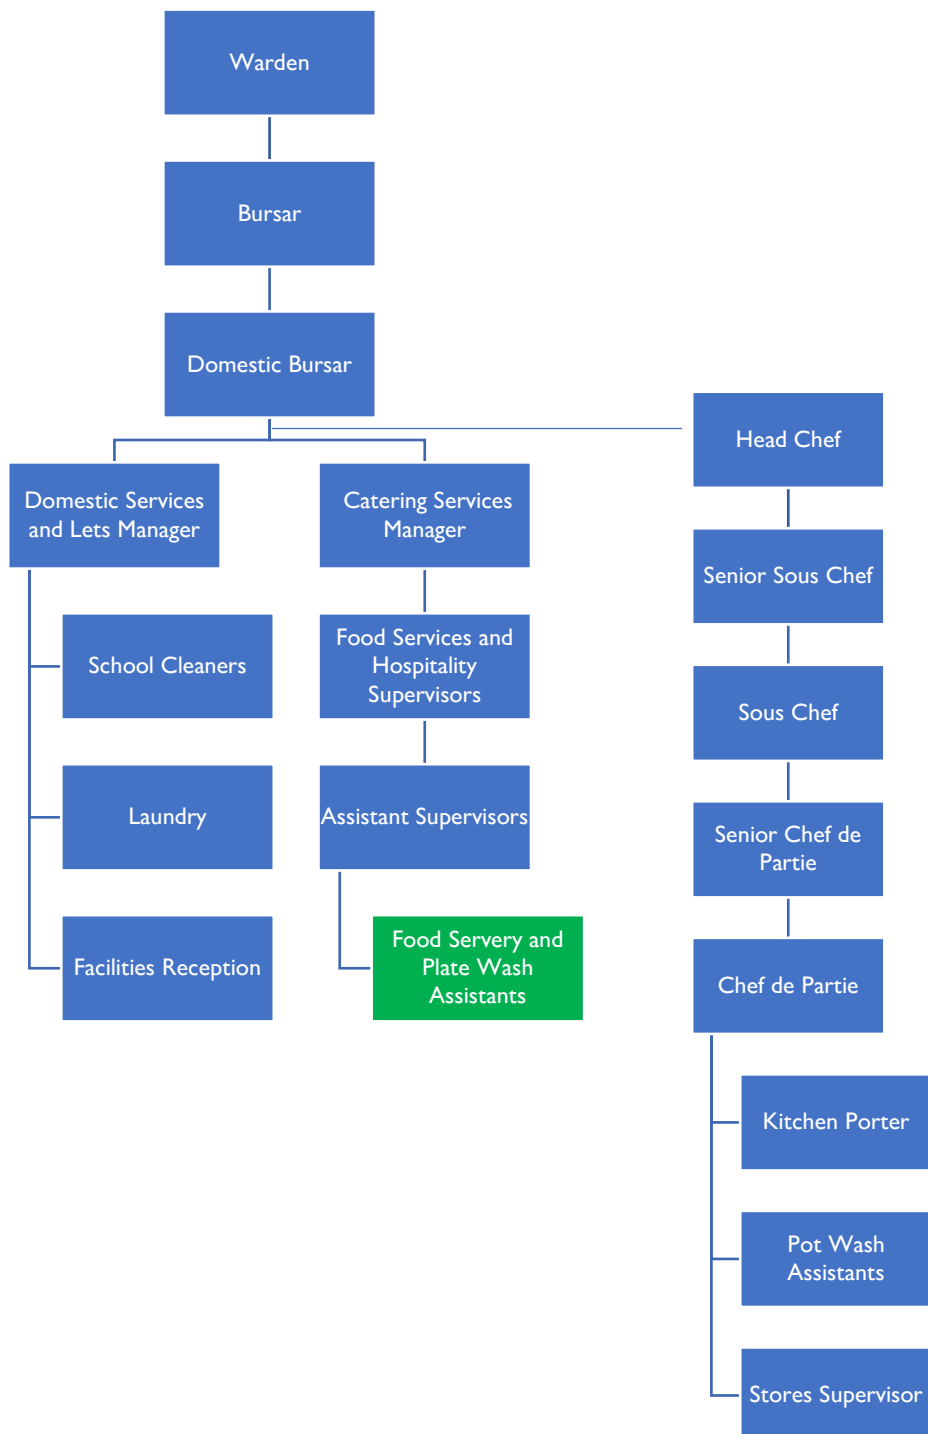 Warden
Bursar
Domestic Bursar
Head Chef
Domestic Services
and Lets Manager
Catering Services
Manager
Senior Sous Chef
School Cleaners
Food Services and
Hospitality
Supervisors
Sous Chef
Laundry
Assistant Supervisors
Senior Chef de
Partie
Facilities Reception
Food Servery and
Plate Wash
Assistants
Chef de Partie
Kitchen Porter
Pot Wash
Assistants
Stores Supervisor